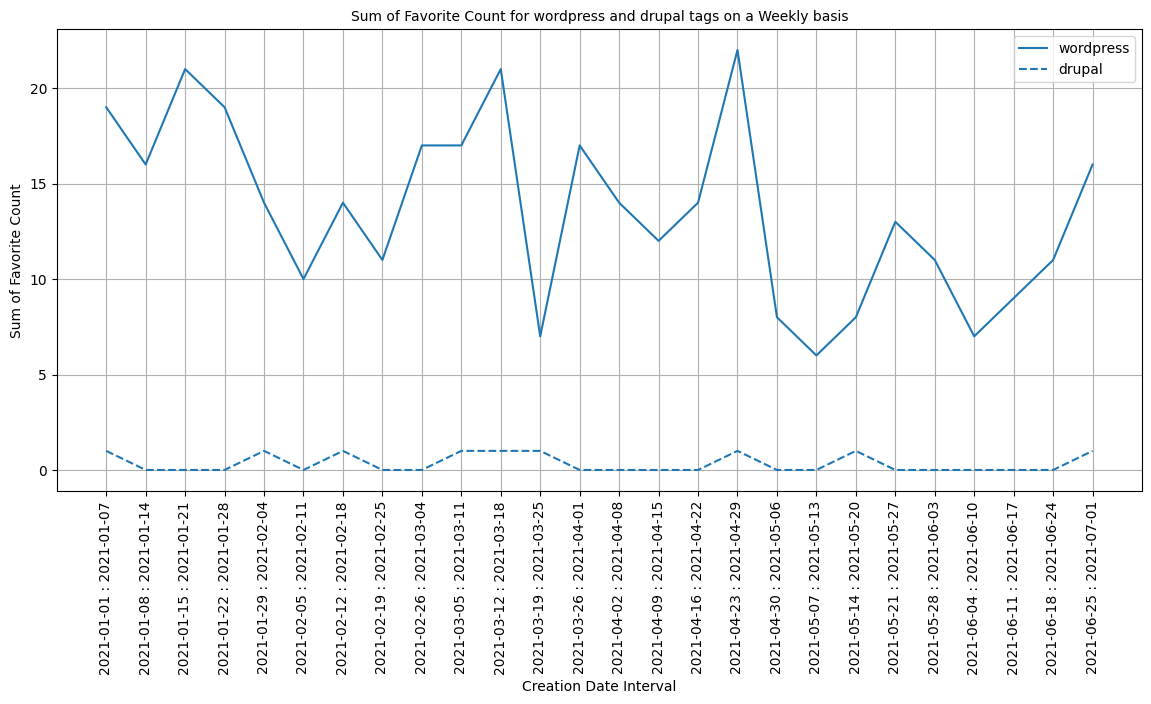 Sum of Favorite Count for wordpress and drupal tags on a Weekly basis
wordpress
drupal
Sum of Favorite Count
20
15
10
5
0
2021-01-01 : 2021-01-07
2021-01-08 : 2021-01-14
2021-01-15 : 2021-01-21
2021-01-22 : 2021-01-28
2021-01-29 : 2021-02-04
2021-02-05 : 2021-02-11
2021-02-12 : 2021-02-18
2021-02-19 : 2021-02-25
2021-02-26 : 2021-03-04
2021-03-05 : 2021-03-11
2021-03-12 : 2021-03-18
2021-03-19 : 2021-03-25
2021-03-26 : 2021-04-01
2021-04-02 : 2021-04-08
2021-04-09 : 2021-04-15
2021-04-16 : 2021-04-22
2021-04-23 : 2021-04-29
2021-04-30 : 2021-05-06
2021-05-07 : 2021-05-13
2021-05-14 : 2021-05-20
2021-05-21 : 2021-05-27
2021-05-28 : 2021-06-03
2021-06-04 : 2021-06-10
2021-06-11 : 2021-06-17
2021-06-18 : 2021-06-24
2021-06-25 : 2021-07-01
Creation Date Interval